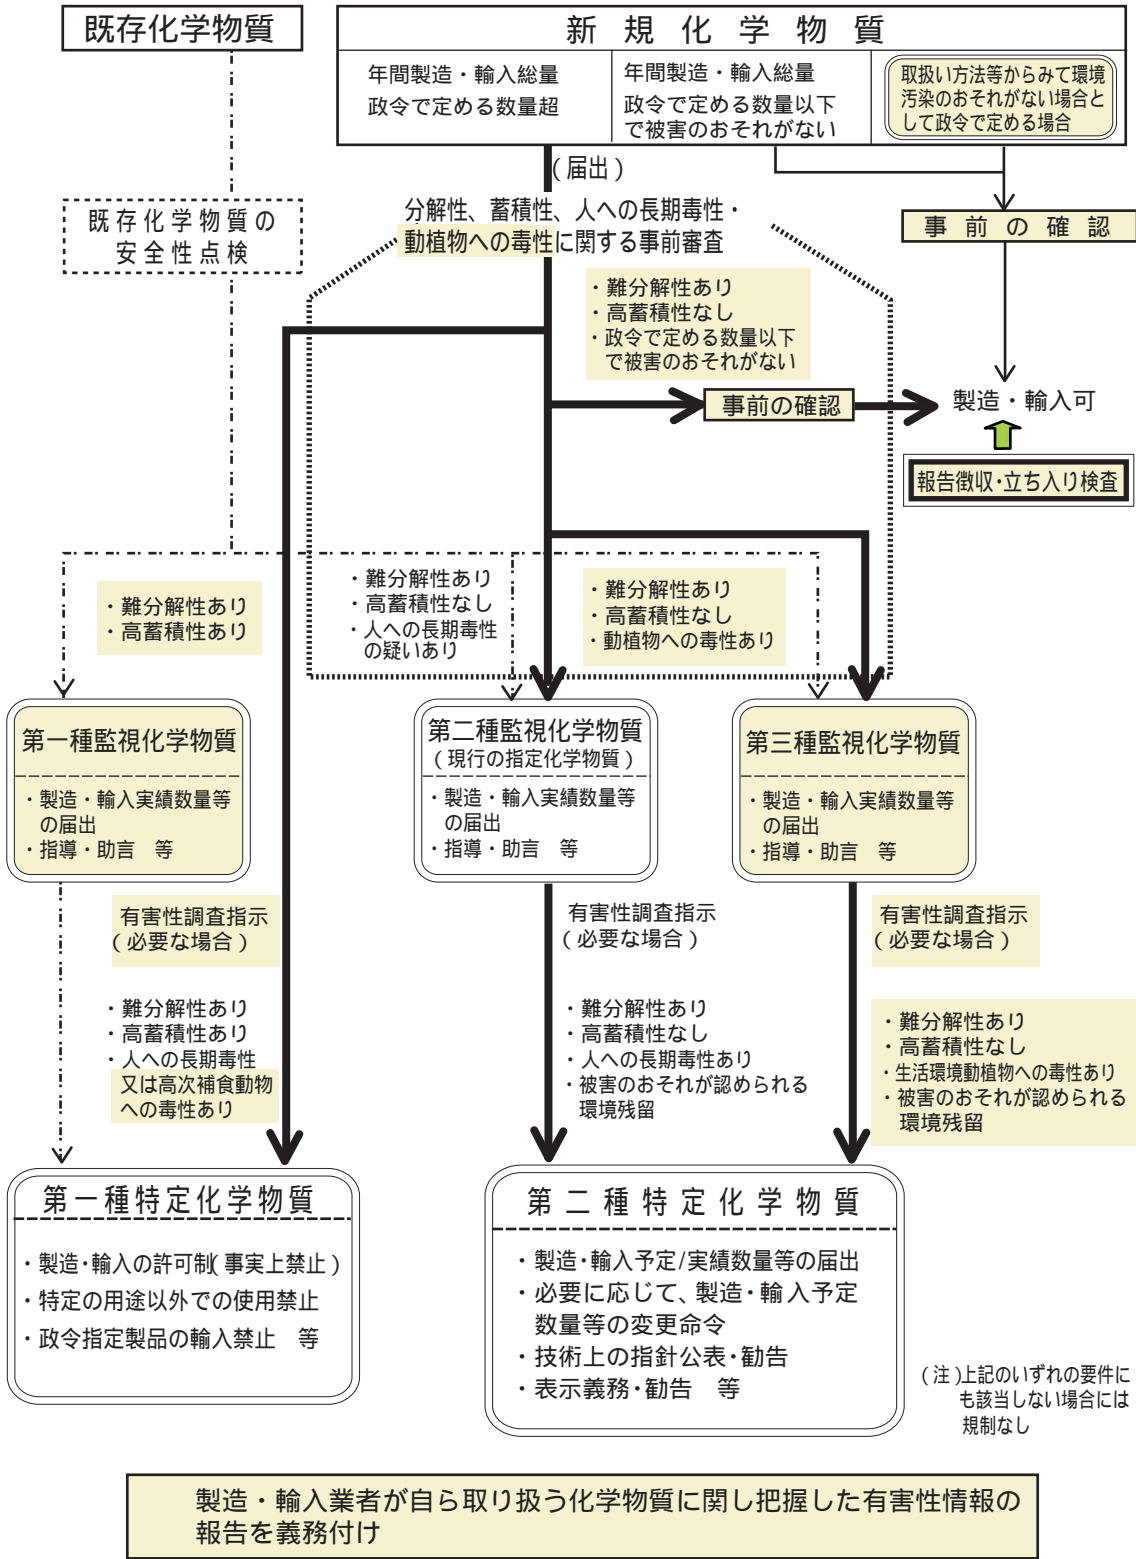 既存化学物質
新規化学物質
年間製造・輸入総量
政令で定める数量超
年間製造・輸入総量
政令で定める数量以下
で被害のおそれがない
取扱い方法等からみて環境
汚染のおそれがない場合と
して政令で定める場合
(届出)
既存化学物質の
安全性点検
分解性、蓄積性、人への長期毒性・
動植物への毒性に関する事前審査
事前の確認
・難分解性あり
・高蓄積性なし
・政令で定める数量以下
で被害のおそれがない
事前の確認
製造・輸入可
報告徴収・立ち入り検査
・難分解性あり
・高蓄積性あり
・難分解性あり
・高蓄積性なし
・人への長期毒性
の疑いあり
・難分解性あり
・高蓄積性なし
・動植物への毒性あり
第一種監視化学物質
・製造・輸入実績数量等
の届出
・指導・助言　等
第二種監視化学物質
(現行の指定化学物質)
・製造・輸入実績数量等
の届出
・指導・助言　等
第三種監視化学物質
・製造・輸入実績数量等
の届出
・指導・助言　等
有害性調査指示
(必要な場合)
・難分解性あり
・高蓄積性あり
・人への長期毒性
又は高次補食動物
への毒性あり
有害性調査指示
(必要な場合)
・難分解性あり
・高蓄積性なし
・人への長期毒性あり
・被害のおそれが認められる
環境残留
有害性調査指示
(必要な場合)
・難分解性あり
・高蓄積性なし
・生活環境動植物への毒性あり
・被害のおそれが認められる
環境残留
第一種特定化学物質
・製造・輸入の許可制(事実上禁止)
・特定の用途以外での使用禁止
・政令指定製品の輸入禁止　等
第二種特定化学物質
・製造・輸入予定/実績数量等の届出
・必要に応じて、製造・輸入予定
数量等の変更命令
・技術上の指針公表・勧告
・表示義務・勧告　等
(注)上記のいずれの要件に
も該当しない場合には
規制なし
製造・輸入業者が自ら取り扱う化学物質に関し把握した有害性情報の
報告を義務付け